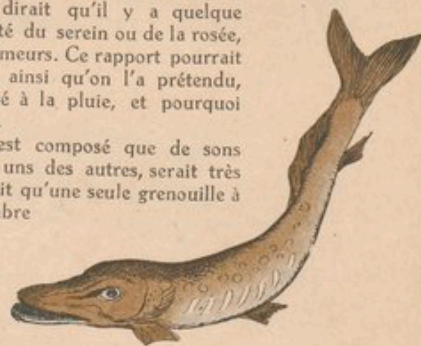 dirait qu'il y a quelque
té du serein ou de la rosée,
meurs. Ce rapport pourrait
ainsi qu'on l'a prétendu,
é à la pluie, et pourquoi
est composé que de sons
uns des autres, serait très
it qu'une seule grenouille à
bre